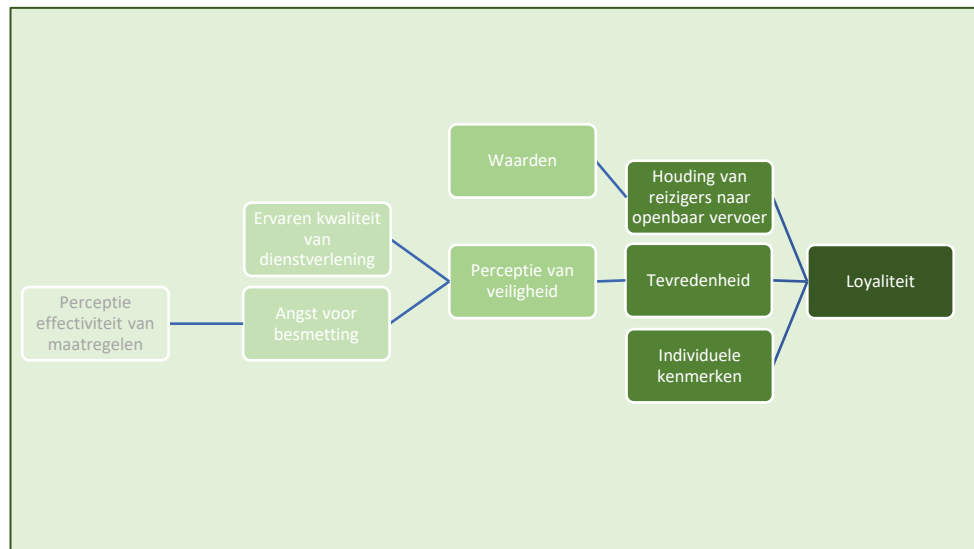 Waarden
Houding van
reizigers naar
openbaar vervoer
Ervaren kwaliteit
van
dienstverlening
Perceptie van
veiligheid
Tevredenheid
Loyaliteit
Perceptie
effectiviteit van
maatregelen
Angst voor
besmetting
Individuele
kenmerken